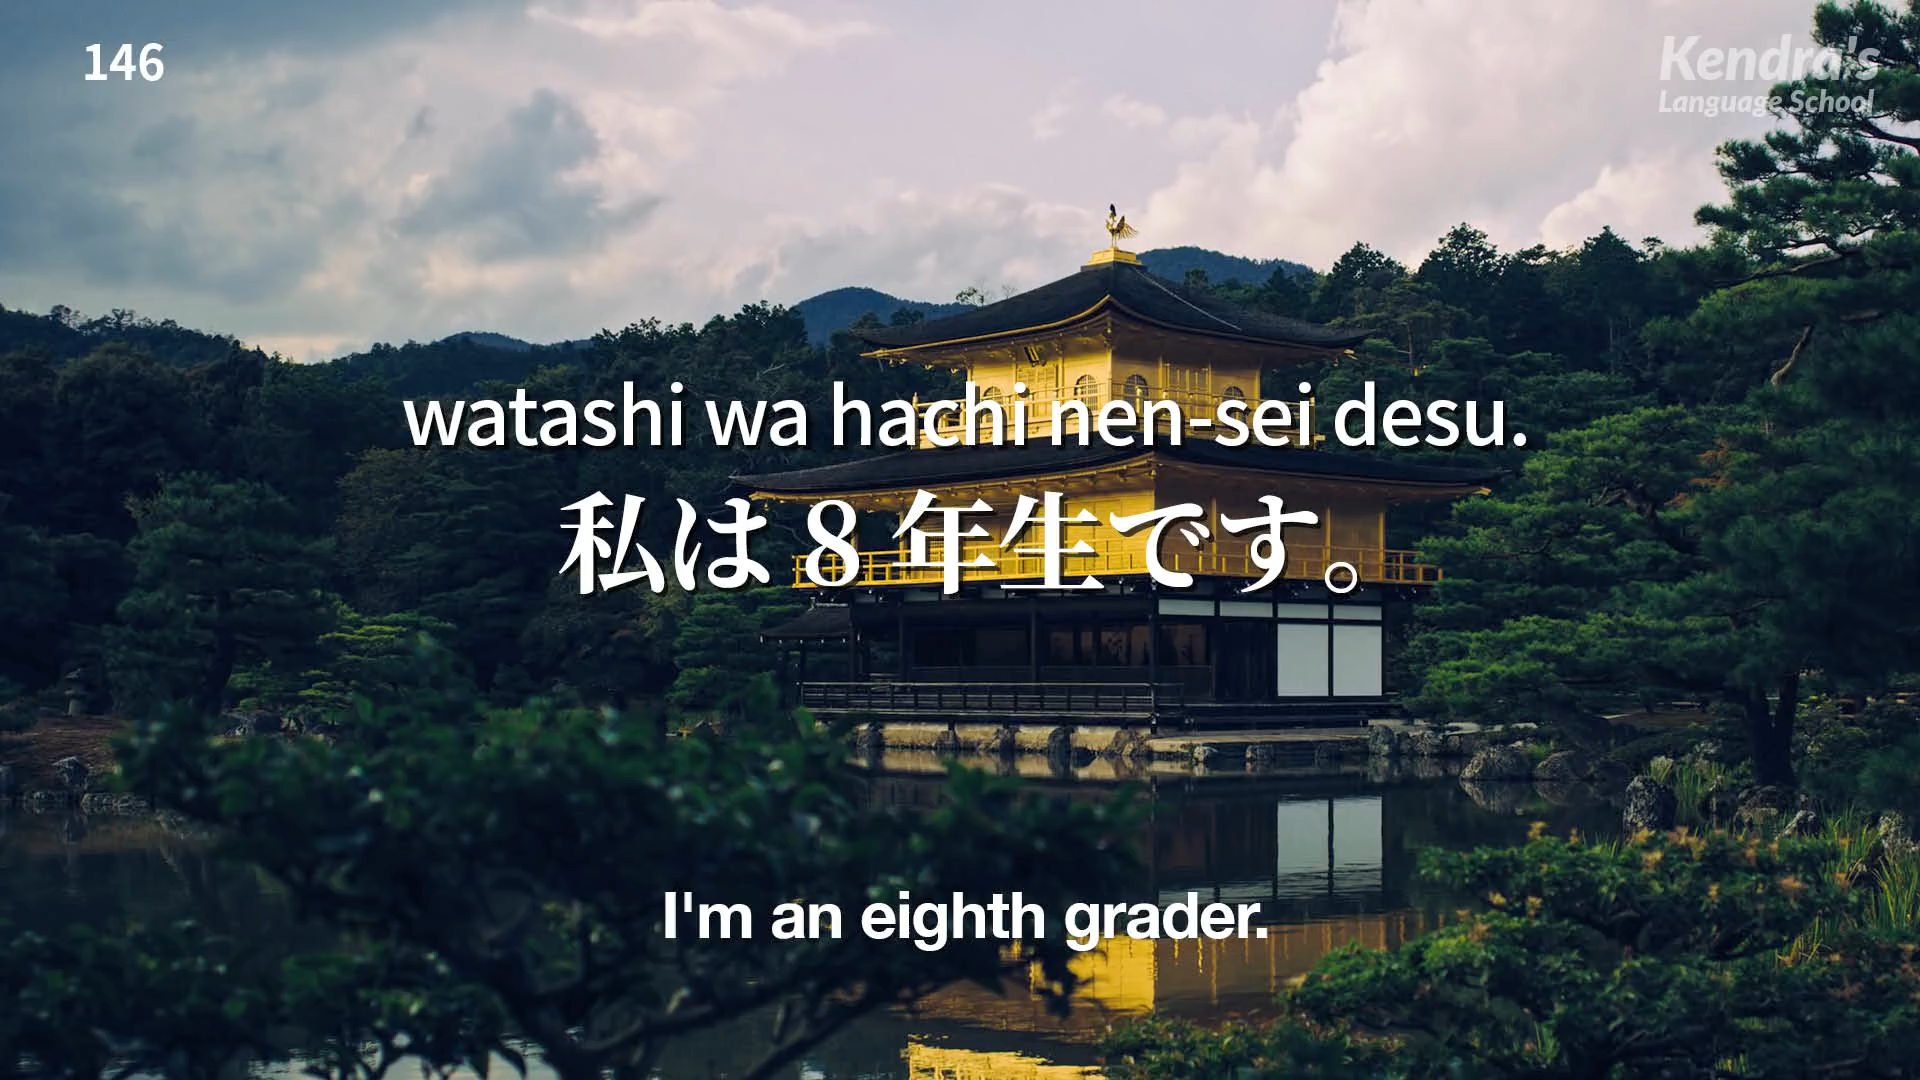 146
Kendra's
Language School
watashi wa hachi nen-sei desu.
私は8年生です。
I'm an eighth grader.